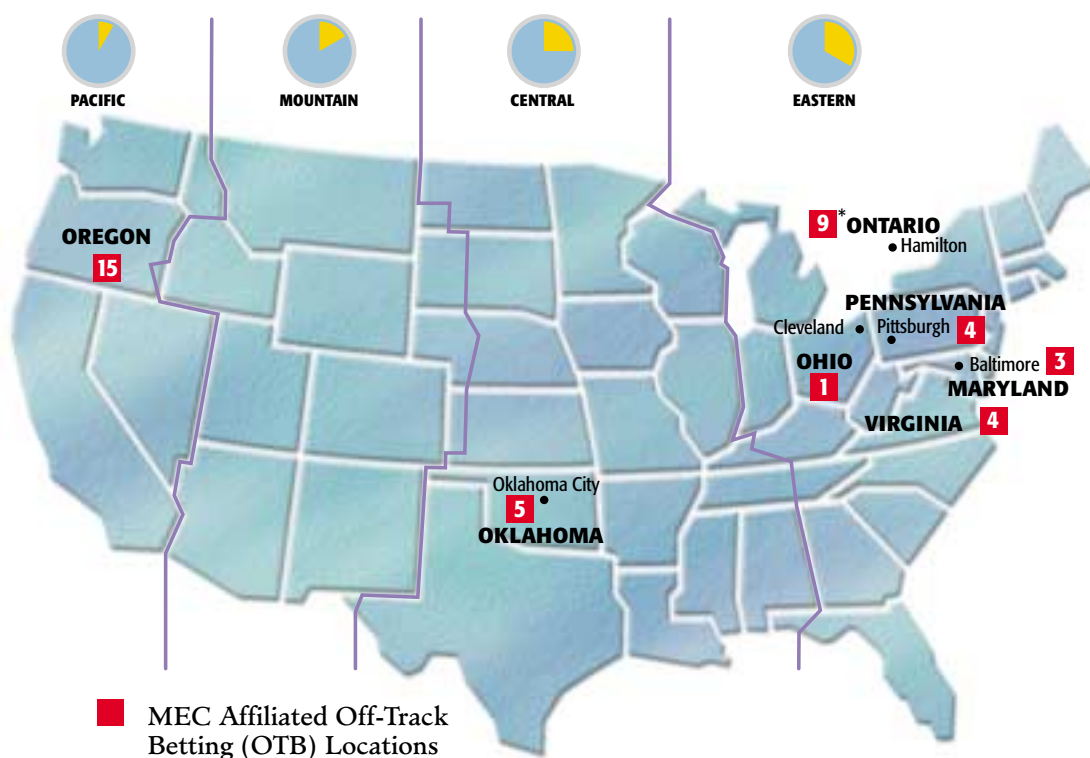 PACIFIC
MOUNTAIN
CENTRAL
EASTERN
9 *ONTARIO
Hamilton
OREGON
15
PENNSYLVANIA
Cleveland
Pittsburgh 4
OHIO
1
Baltimore 3
MARYLAND
VIRGINIA 4
Oklahoma City
5
OKLAHOMA
MEC Affiliated Off-Track
Betting (OTB) Locations